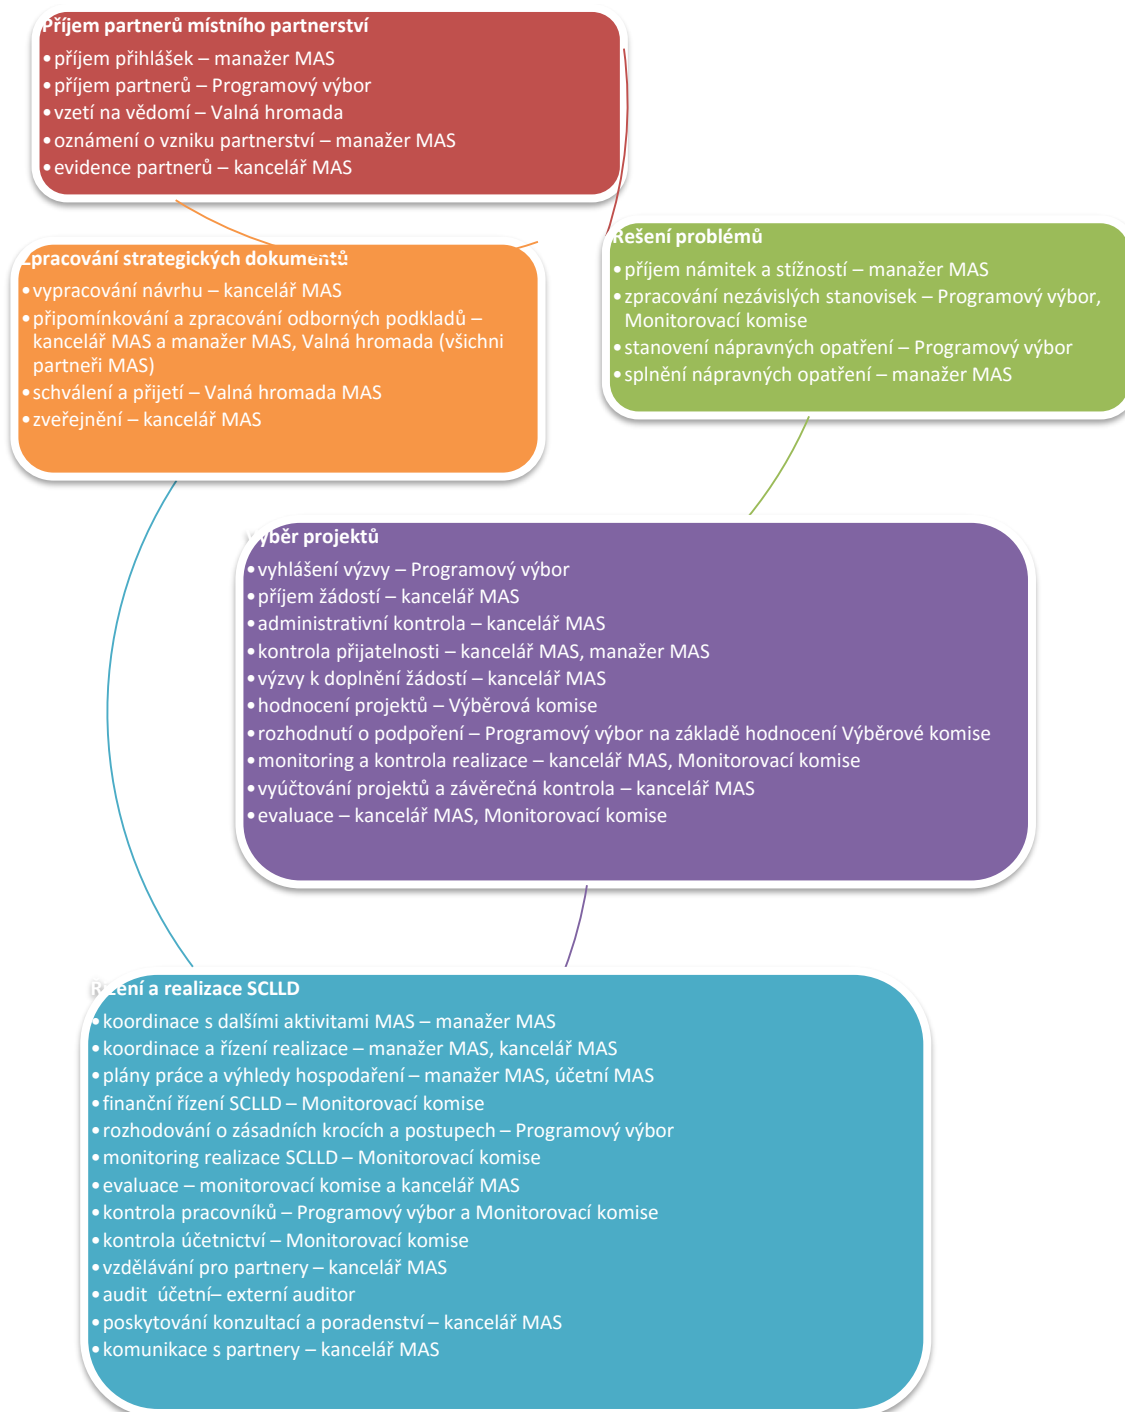 Příjem partnerů místního partnerství
•příjem přihlášek – manažer MAS
•příjem partnerů – Programový výbor
•vzetí na vědomí – Valná hromada
•oznámení o vzniku partnerství – manažer MAS
•evidence partnerů – kancelář MAS
Zpracování strategických dokumentů
•vypracování návrhu – kancelář MAS
•připomínkování a zpracování odborných podkladů –
kancelář MAS a manažer MAS, Valná hromada (všichni
partneři MAS)
•schválení a přijetí – Valná hromada MAS
•zveřejnění – kancelář MAS
Řešení problémů
•příjem námitek a stížností – manažer MAS
•zpracování nezávislých stanovisek – Programový výbor,
Monitorovací komise
•stanovení nápravných opatření – Programový výbor
•splnění nápravných opatření – manažer MAS
Výběr projektů
•vyhlášení výzvy – Programový výbor
•příjem žádostí – kancelář MAS
•administrativní kontrola – kancelář MAS
•kontrola přijatelnosti – kancelář MAS, manažer MAS
•výzvy k doplnění žádostí – kancelář MAS
•hodnocení projektů – Výběrová komise
•rozhodnutí o podpoření – Programový výbor na základě hodnocení Výběrové komise
•monitoring a kontrola realizace – kancelář MAS, Monitorovací komise
•vyúčtování projektů a závěrečná kontrola – kancelář MAS
•evaluace – kancelář MAS, Monitorovací komise
Řízení a realizace SCLLD
•koordinace s dalšími aktivitami MAS – manažer MAS
•koordinace a řízení realizace – manažer MAS, kancelář MAS
•plány práce a výhledy hospodaření – manažer MAS, účetní MAS
•finanční řízení SCLLD – Monitorovací komise
•rozhodování o zásadních krocích a postupech – Programový výbor
•monitoring realizace SCLLD – Monitorovací komise
•evaluace – monitorovací komise a kancelář MAS
•kontrola pracovníků – Programový výbor a Monitorovací komise
•kontrola účetnictví – Monitorovací komise
•vzdělávání pro partnery – kancelář MAS
•audit účetní– externí auditor
•poskytování konzultací a poradenství – kancelář MAS
•komunikace s partnery – kancelář MAS